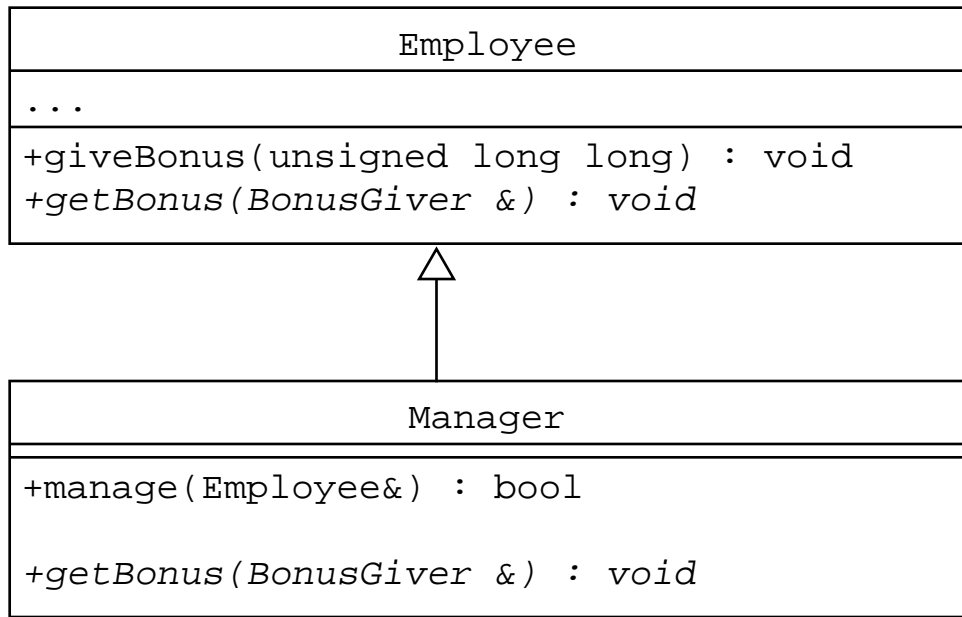 Employee
...
+giveBonus(unsigned long long) : void
+getBonus(BonusGiver &) : void
Manager
+manage(Employee&) : bool
+getBonus(BonusGiver &) : void